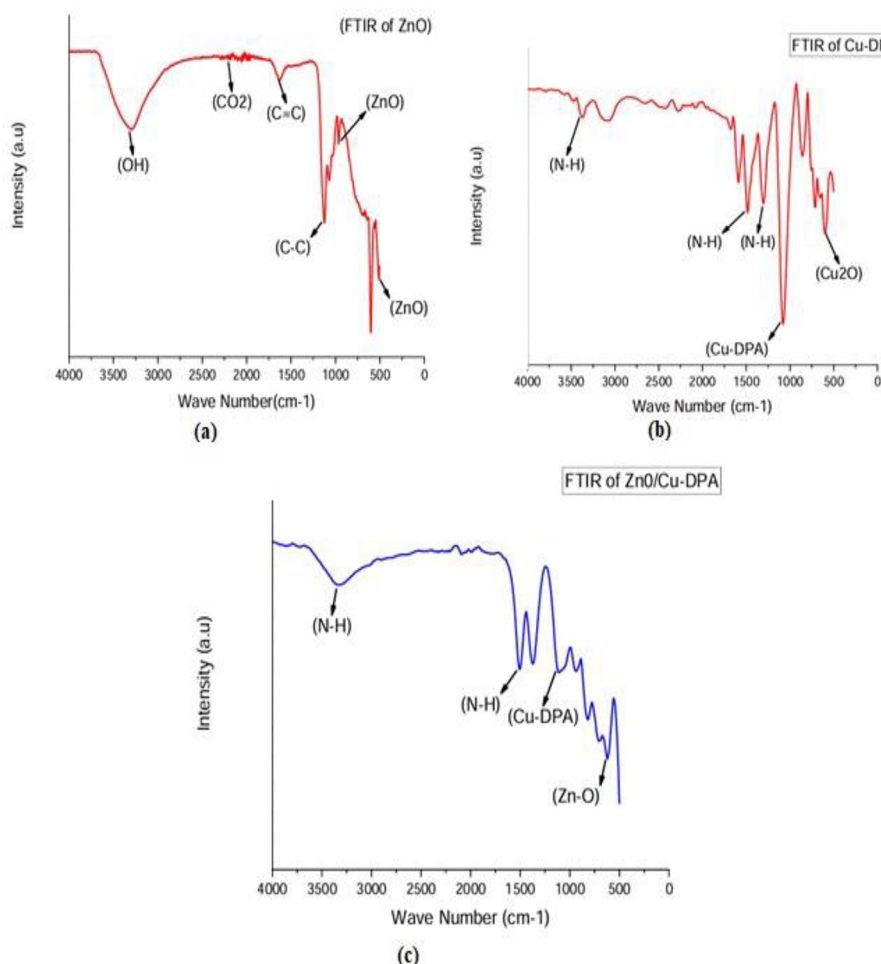 (FTIR of ZnO)
Intensity (a.u)
(OH)
(CO2)
(C=C)
(ZnO)
(C-C)
(ZnO)
4000 3500 3000 2500 2000 1500 1000 500 0
Wave Number(cm-1)
(a)
FTIR of Cu-DP
Intensity (a.u)
(N-H)
(N-H)
(N-H)
(Cu2O)
(Cu-DPA)
4000 3500 3000 2500 2000 1500 1000 500 0
Wave Number (cm-1)
(b)
FTIR of Zn0/Cu-DPA
Intensity (a.u)
(N-H)
(N-H)
(Cu-DPA)
(Zn-O)
4000 3500 3000 2500 2000 1500 1000 500 0
Wave Number (cm-1)
(c)